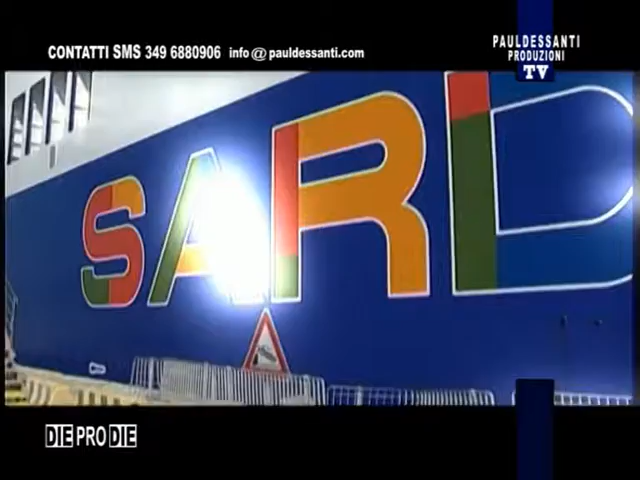 CONTATTI SMS 349 6880906 info@pauldessanti.com
PAULDESSANTI
PRODUZIONI
TV
SARD
DIE PRO DIE